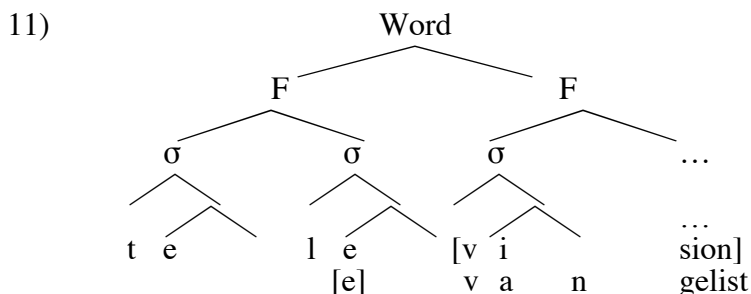 11) Word
F F
σ σ σ …
…
t e l e [v i sion]
[e] v a n gelist